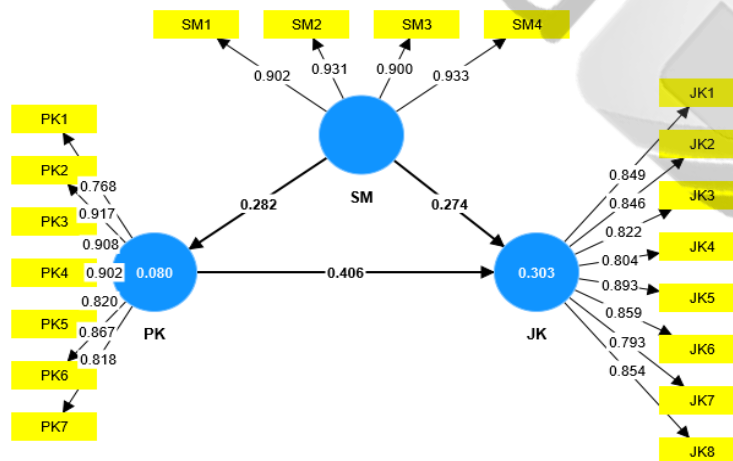 SM1 SM2 SM3 SM4
0.902 0.931 0.900 0.933
SM
PK1
PK2
PK3
PK4
PK5
PK6
PK7
0.768
0.917
0.908
0.902
0.820
0.867
0.818
0.080
PK
0.282
0.274
0.406
0.303
JK
0.849
0.846
0.822
0.804
0.893
0.859
0.793
0.854
JK1
JK2
JK3
JK4
JK5
JK6
JK7
JK8